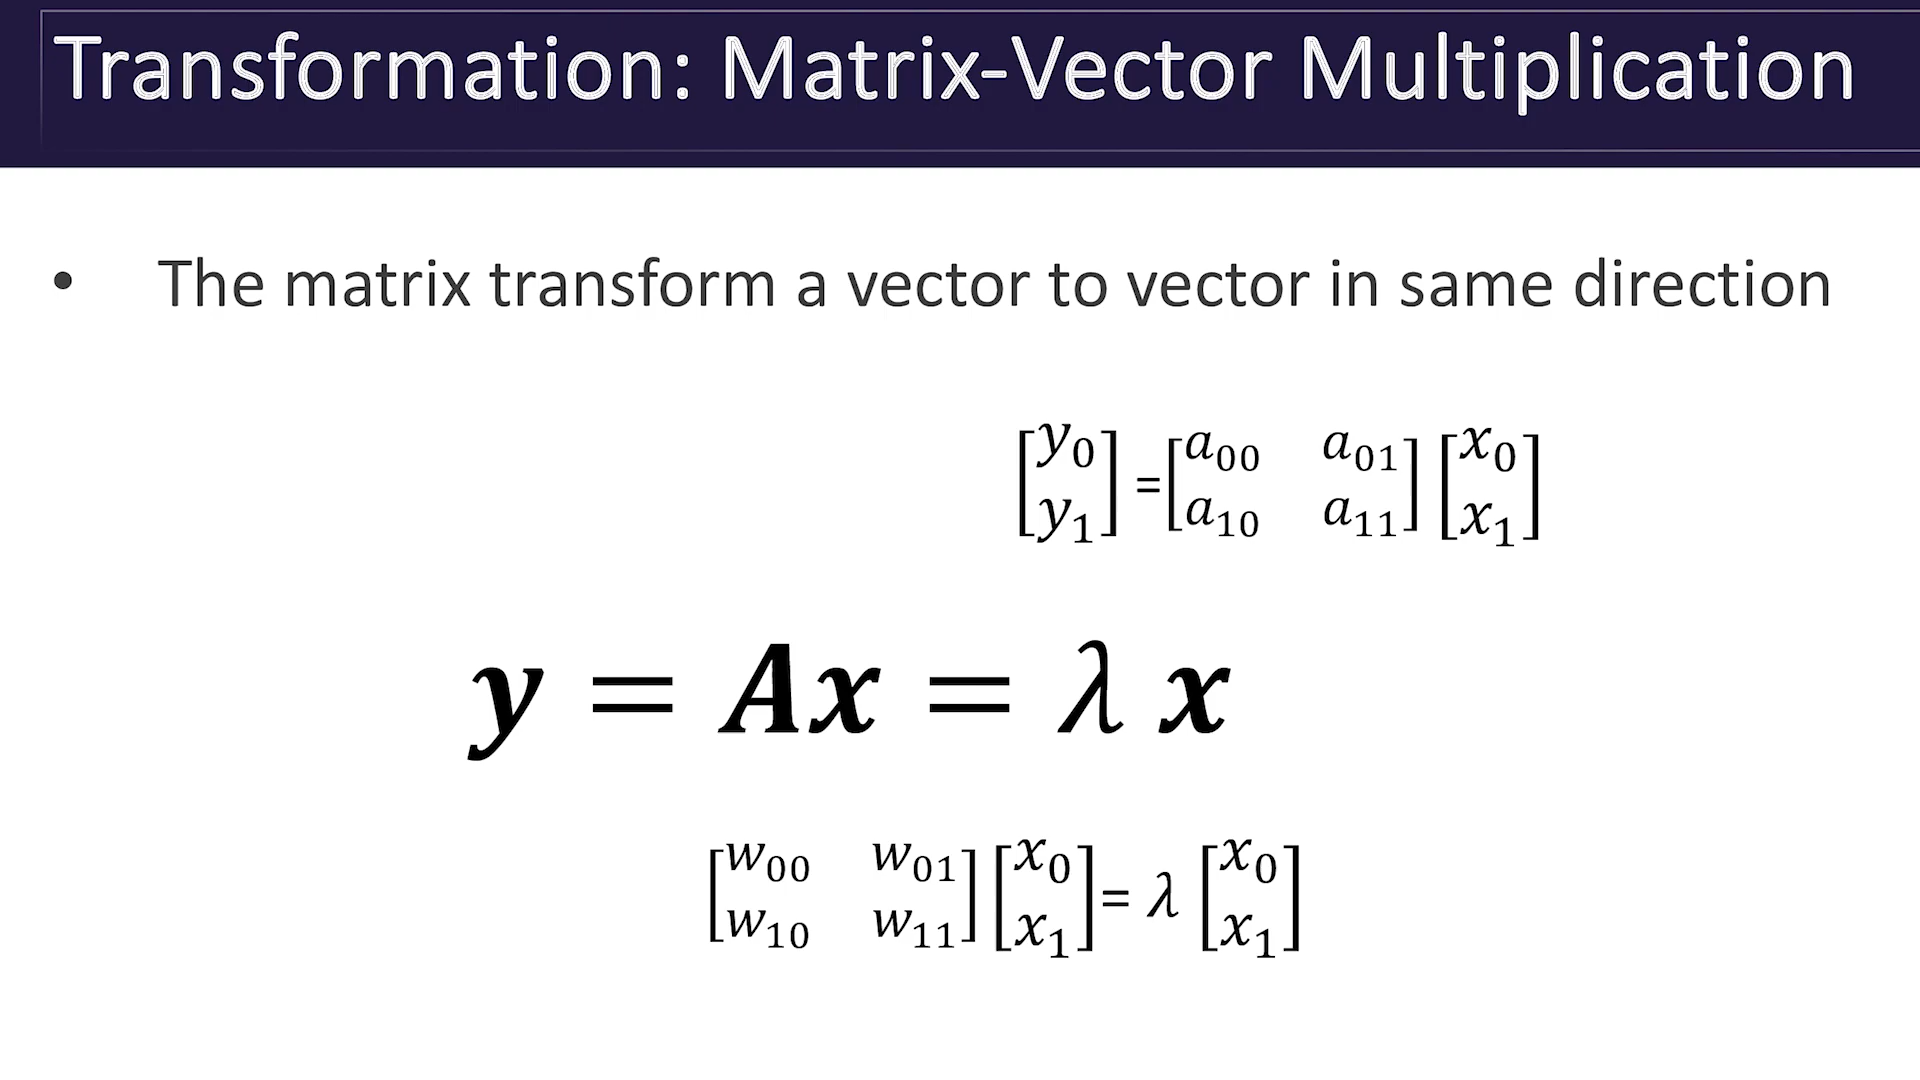 Transformation: Matrix-Vector Multiplication
• The matrix transform a vector to vector in same direction
[y₀ y₁] = [a₀₀ a₀₁ a₁₀ a₁₁] [x₀ x₁]
y = Ax = λ x
[w₀₀ w₀₁ w₁₀ w₁₁] [x₀ x₁] = λ [x₀ x₁]